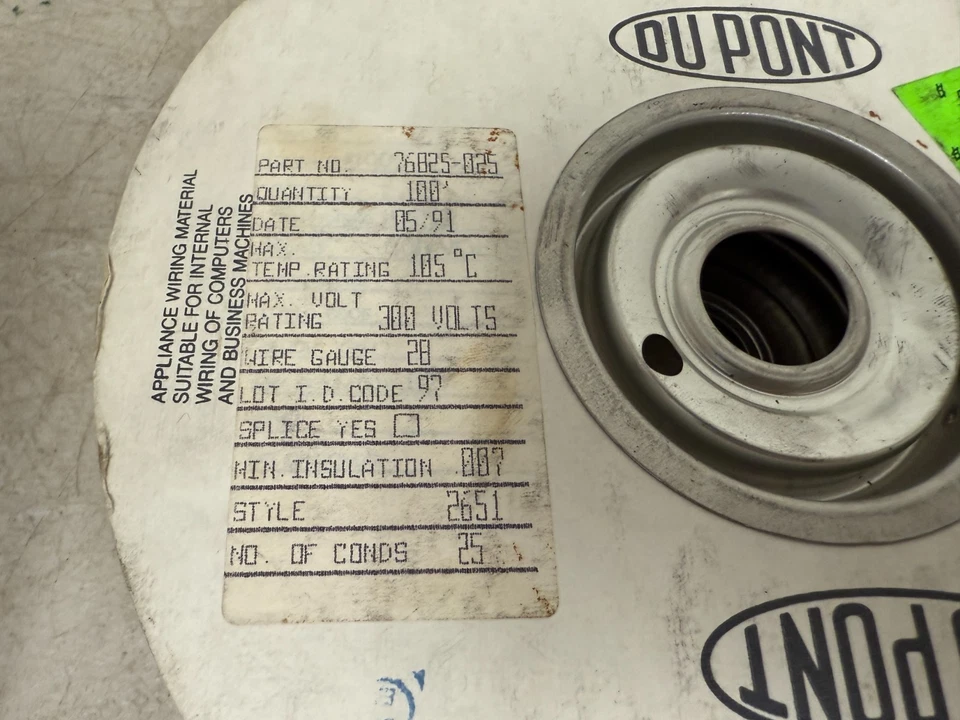 DU PONT
PART NO. 76825-025
QUANTITY 100'
DATE 05/91
MAX.
TEMP.RATING 105°C
MAX. VOLT
RATING 300 VOLTS
WIRE GAUGE 28
LOT I.D.CODE 97
SPLICE YES
MIN.INSULATION .007
STYLE 2651
NO. OF CONDS 25
APPLIANCE WIRING MATERIAL
SUITABLE FOR INTERNAL
WIRING OF COMPUTERS
AND BUSINESS MACHINES
PONT